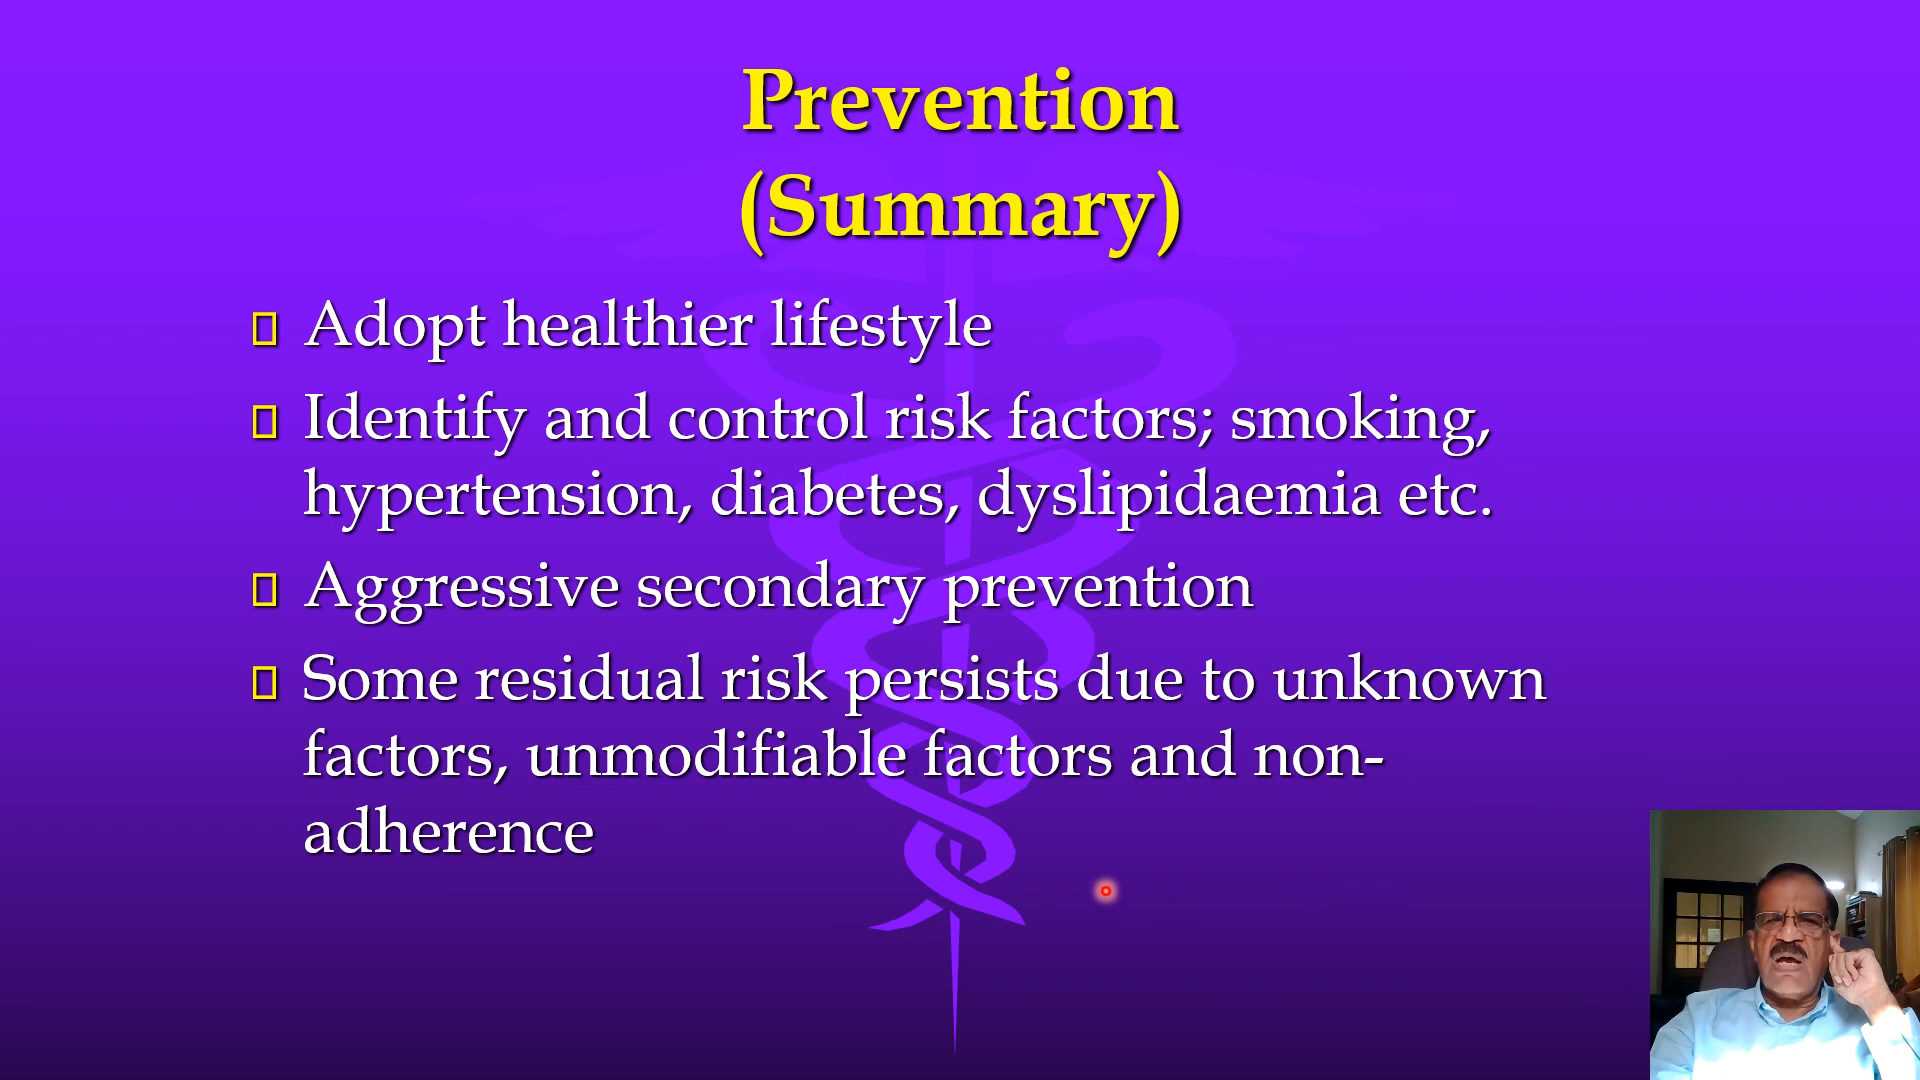 Prevention
(Summary)
Adopt healthier lifestyle
Identify and control risk factors; smoking,
hypertension, diabetes, dyslipidaemia etc.
Aggressive secondary prevention
Some residual risk persists due to unknown
factors, unmodifiable factors and non-
adherence